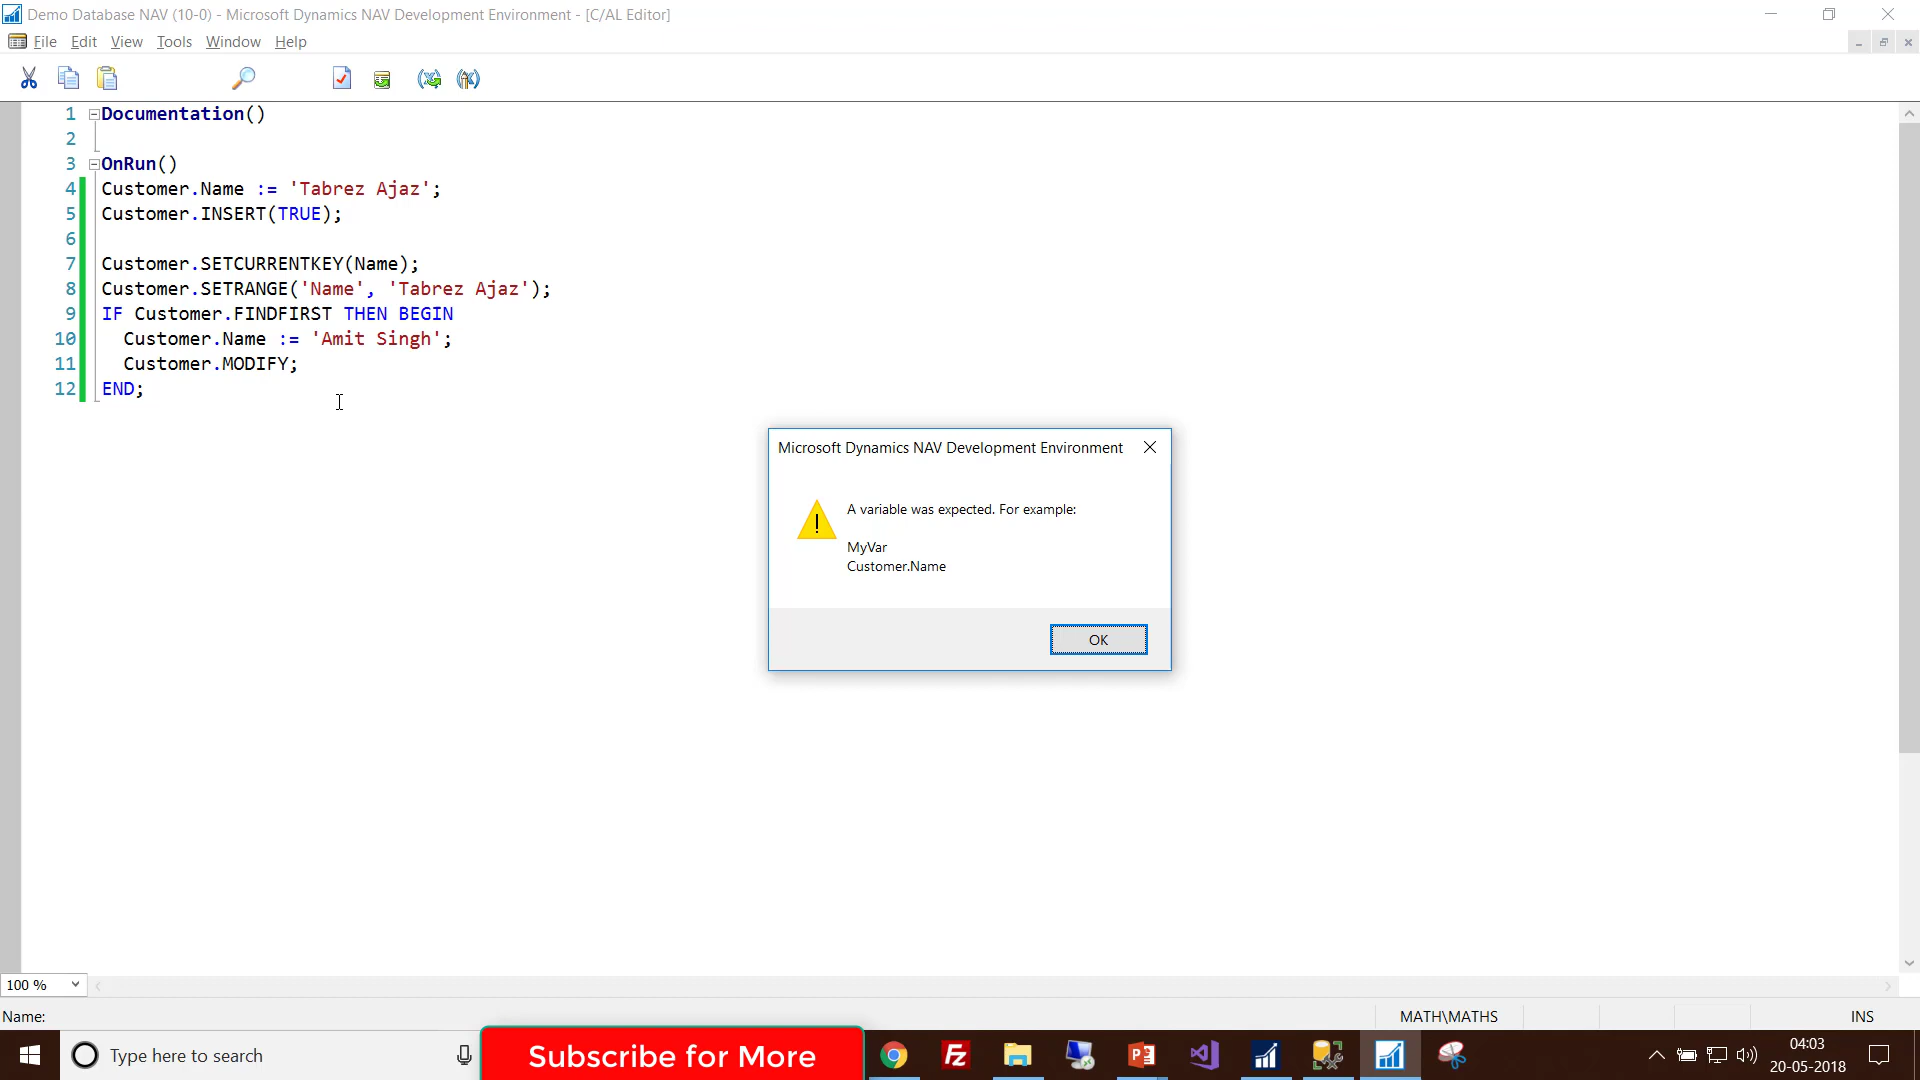 Demo Database NAV (10-0) - Microsoft Dynamics NAV Development Environment - [C/AL Editor]
File Edit View Tools Window Help
1 Documentation()
2
3 OnRun()
4 Customer.Name := 'Tabrez Ajaz';
5 Customer.INSERT(TRUE);
6
7 Customer.SETCURRENTKEY(Name);
8 Customer.SETRANGE('Name', 'Tabrez Ajaz');
9 IF Customer.FINDFIRST THEN BEGIN
10 Customer.Name := 'Amit Singh';
11 Customer.MODIFY;
12 END;
Microsoft Dynamics NAV Development Environment
A variable was expected. For example:
MyVar
Customer.Name
OK
100 %
Name: MATH\MATHS INS
Type here to search
Subscribe for More
04:03
20-05-2018